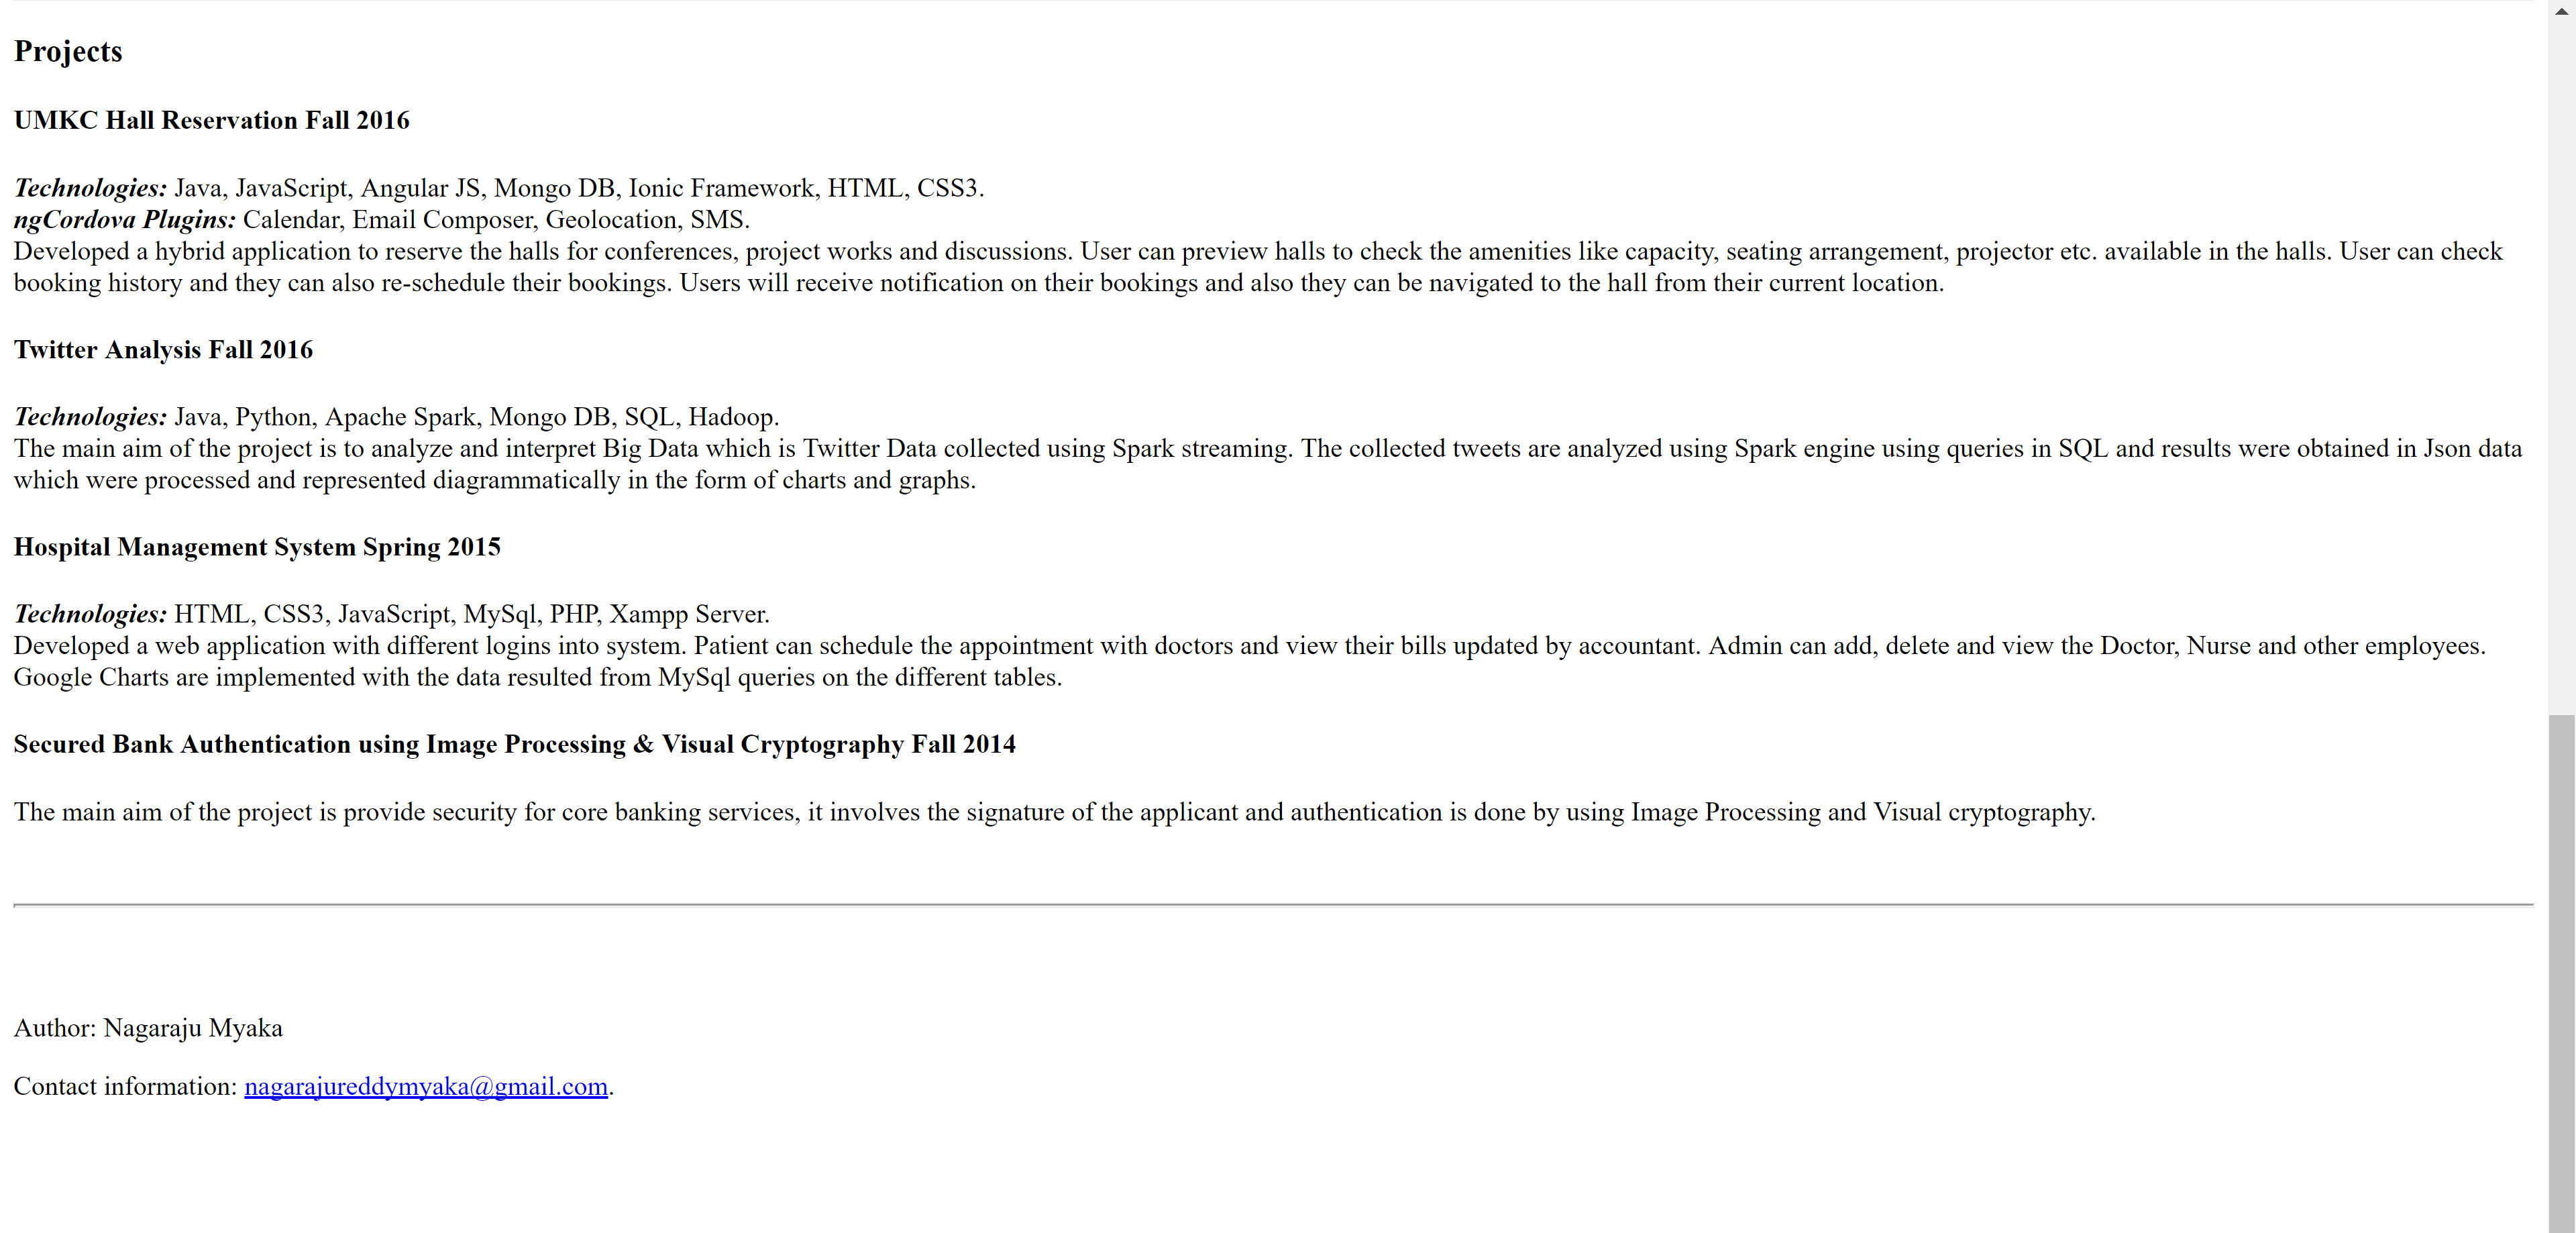 Projects
UMKC Hall Reservation Fall 2016
Technologies: Java, JavaScript, Angular JS, Mongo DB, Ionic Framework, HTML, CSS3.
ngCordova Plugins: Calendar, Email Composer, Geolocation, SMS.
Developed a hybrid application to reserve the halls for conferences, project works and discussions. User can preview halls to check the amenities like capacity, seating arrangement, projector etc. available in the halls. User can check
booking history and they can also re-schedule their bookings. Users will receive notification on their bookings and also they can be navigated to the hall from their current location.
Twitter Analysis Fall 2016
Technologies: Java, Python, Apache Spark, Mongo DB, SQL, Hadoop.
The main aim of the project is to analyze and interpret Big Data which is Twitter Data collected using Spark streaming. The collected tweets are analyzed using Spark engine using queries in SQL and results were obtained in Json data
which were processed and represented diagrammatically in the form of charts and graphs.
Hospital Management System Spring 2015
Technologies: HTML, CSS3, JavaScript, MySql, PHP, Xampp Server.
Developed a web application with different logins into system. Patient can schedule the appointment with doctors and view their bills updated by accountant. Admin can add, delete and view the Doctor, Nurse and other employees.
Google Charts are implemented with the data resulted from MySql queries on the different tables.
Secured Bank Authentication using Image Processing & Visual Cryptography Fall 2014
The main aim of the project is provide security for core banking services, it involves the signature of the applicant and authentication is done by using Image Processing and Visual cryptography.
Author: Nagaraju Myaka
Contact information: nagarajureddymyaka@gmail.com.